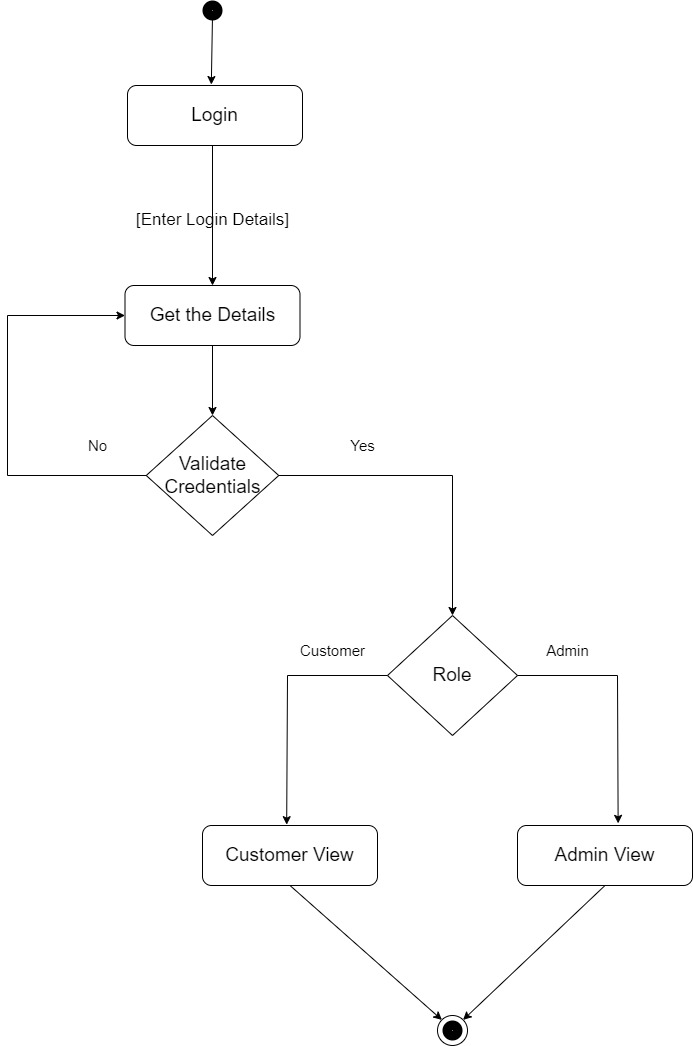 Login
[Enter Login Details]
Get the Details
No
Yes
Validate
Credentials
Customer
Admin
Role
Customer View
Admin View